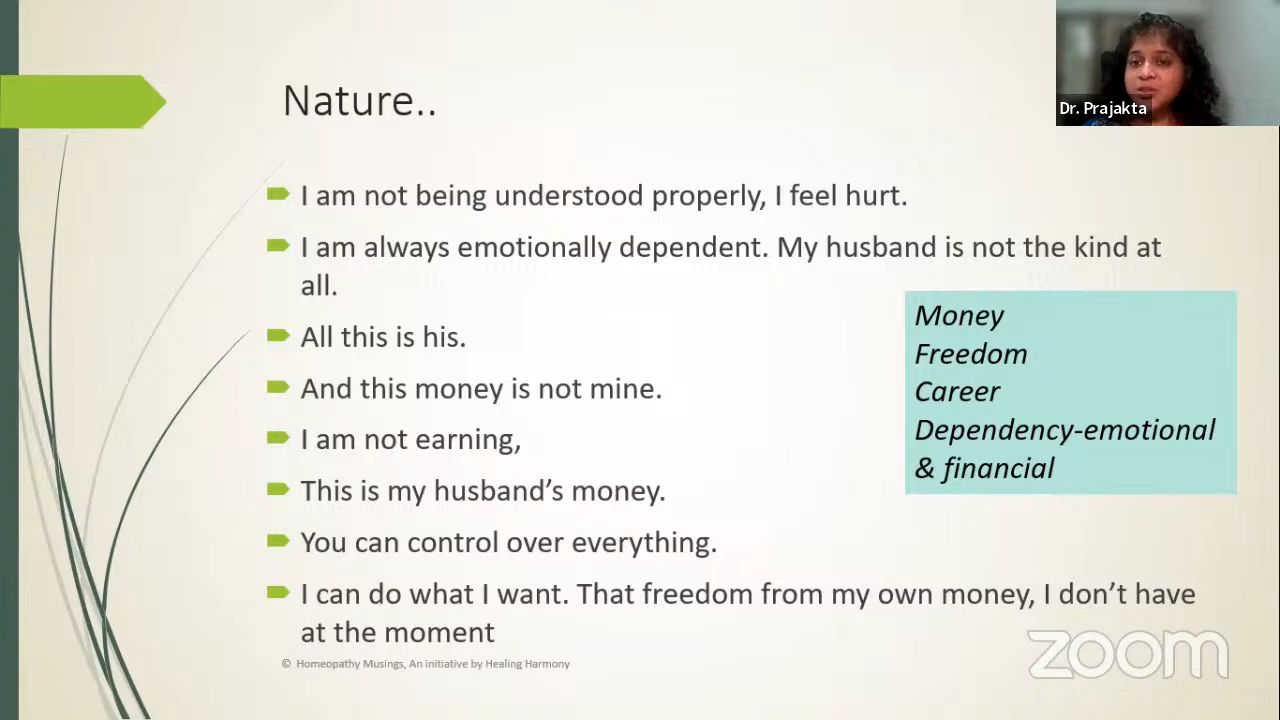 Dr. Prajakta
Nature..
I am not being understood properly, I feel hurt.
I am always emotionally dependent. My husband is not the kind at
all.
All this is his.
And this money is not mine.
I am not earning,
This is my husband’s money.
You can control over everything.
I can do what I want. That freedom from my own money, I don’t have
at the moment
Money
Freedom
Career
Dependency-emotional
& financial
© Homeopathy Musings, An initiative by Healing Harmony
zoom